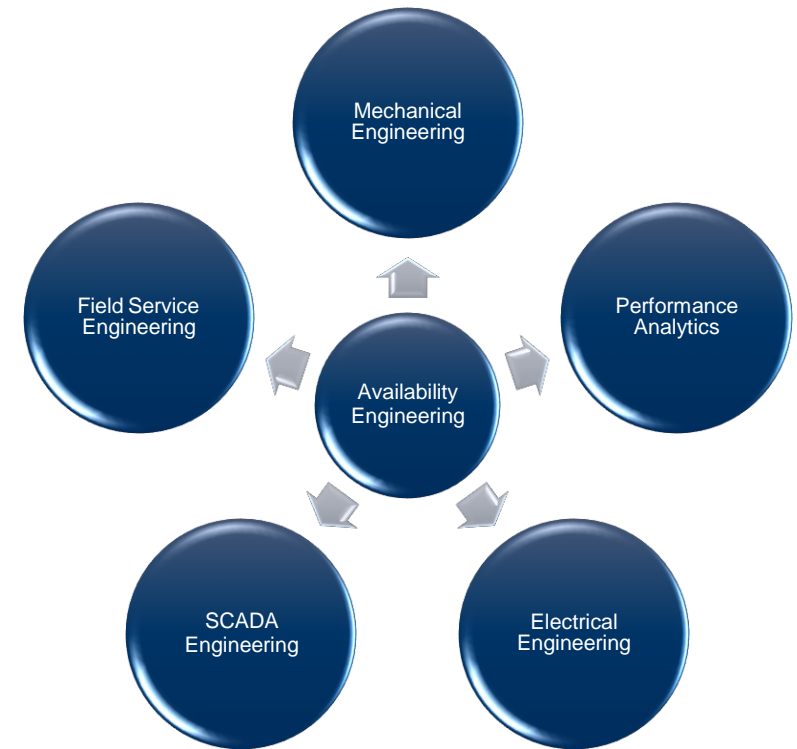 Mechanical
Engineering
Field Service
Engineering
Performance
Analytics
Availability
Engineering
SCADA
Engineering
Electrical
Engineering